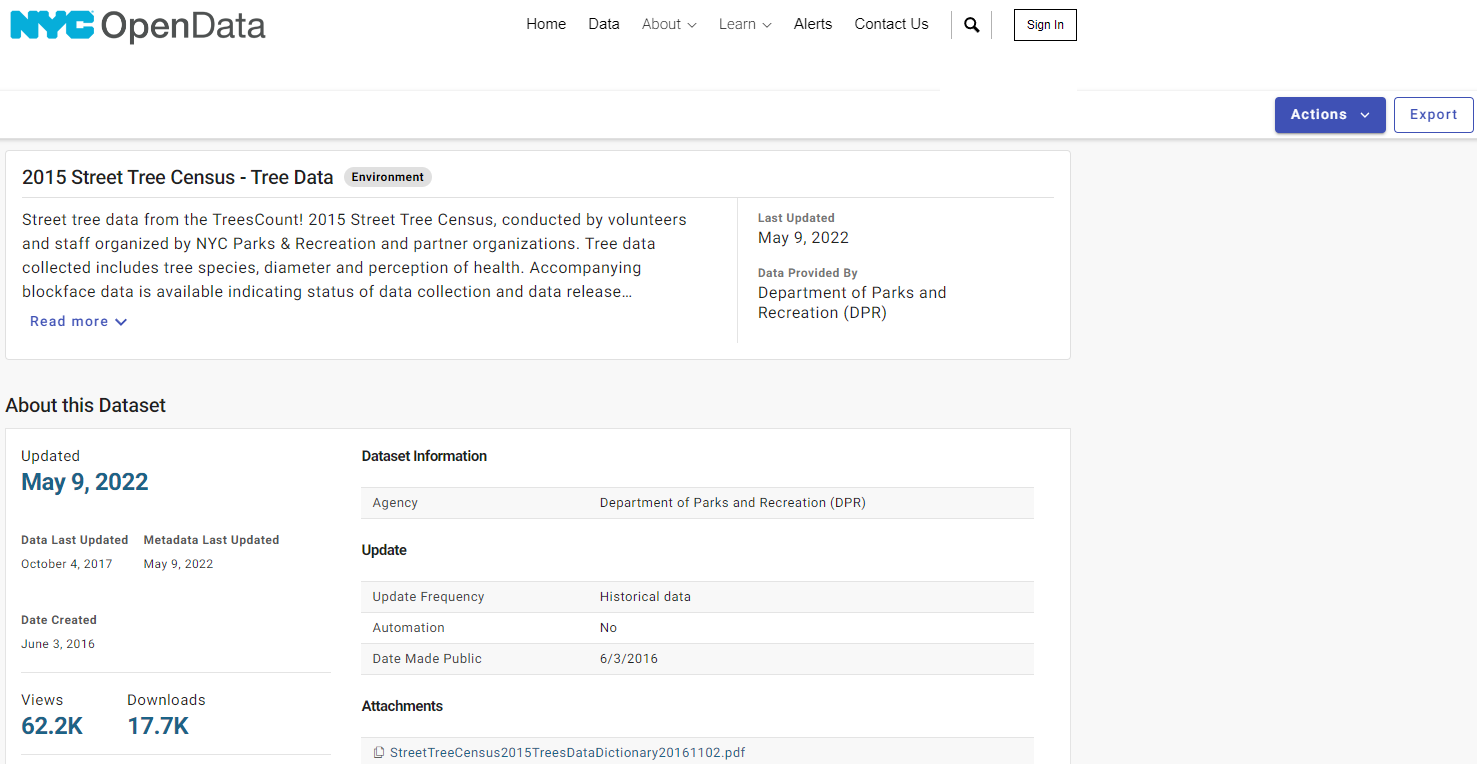 NYC OpenData
Home Data About Learn Alerts Contact Us Sign In
Actions Export
2015 Street Tree Census - Tree Data Environment
Street tree data from the TreesCount! 2015 Street Tree Census, conducted by volunteers
and staff organized by NYC Parks & Recreation and partner organizations. Tree data
collected includes tree species, diameter and perception of health. Accompanying
blockface data is available indicating status of data collection and data release…
Read more
Last Updated
May 9, 2022
Data Provided By
Department of Parks and
Recreation (DPR)
About this Dataset
Updated
May 9, 2022
Data Last Updated Metadata Last Updated
October 4, 2017 May 9, 2022
Date Created
June 3, 2016
Views Downloads
62.2K 17.7K
Dataset Information
Agency Department of Parks and Recreation (DPR)
Update
Update Frequency Historical data
Automation No
Date Made Public 6/3/2016
Attachments
StreetTreeCensus2015TreesDataDictionary20161102.pdf